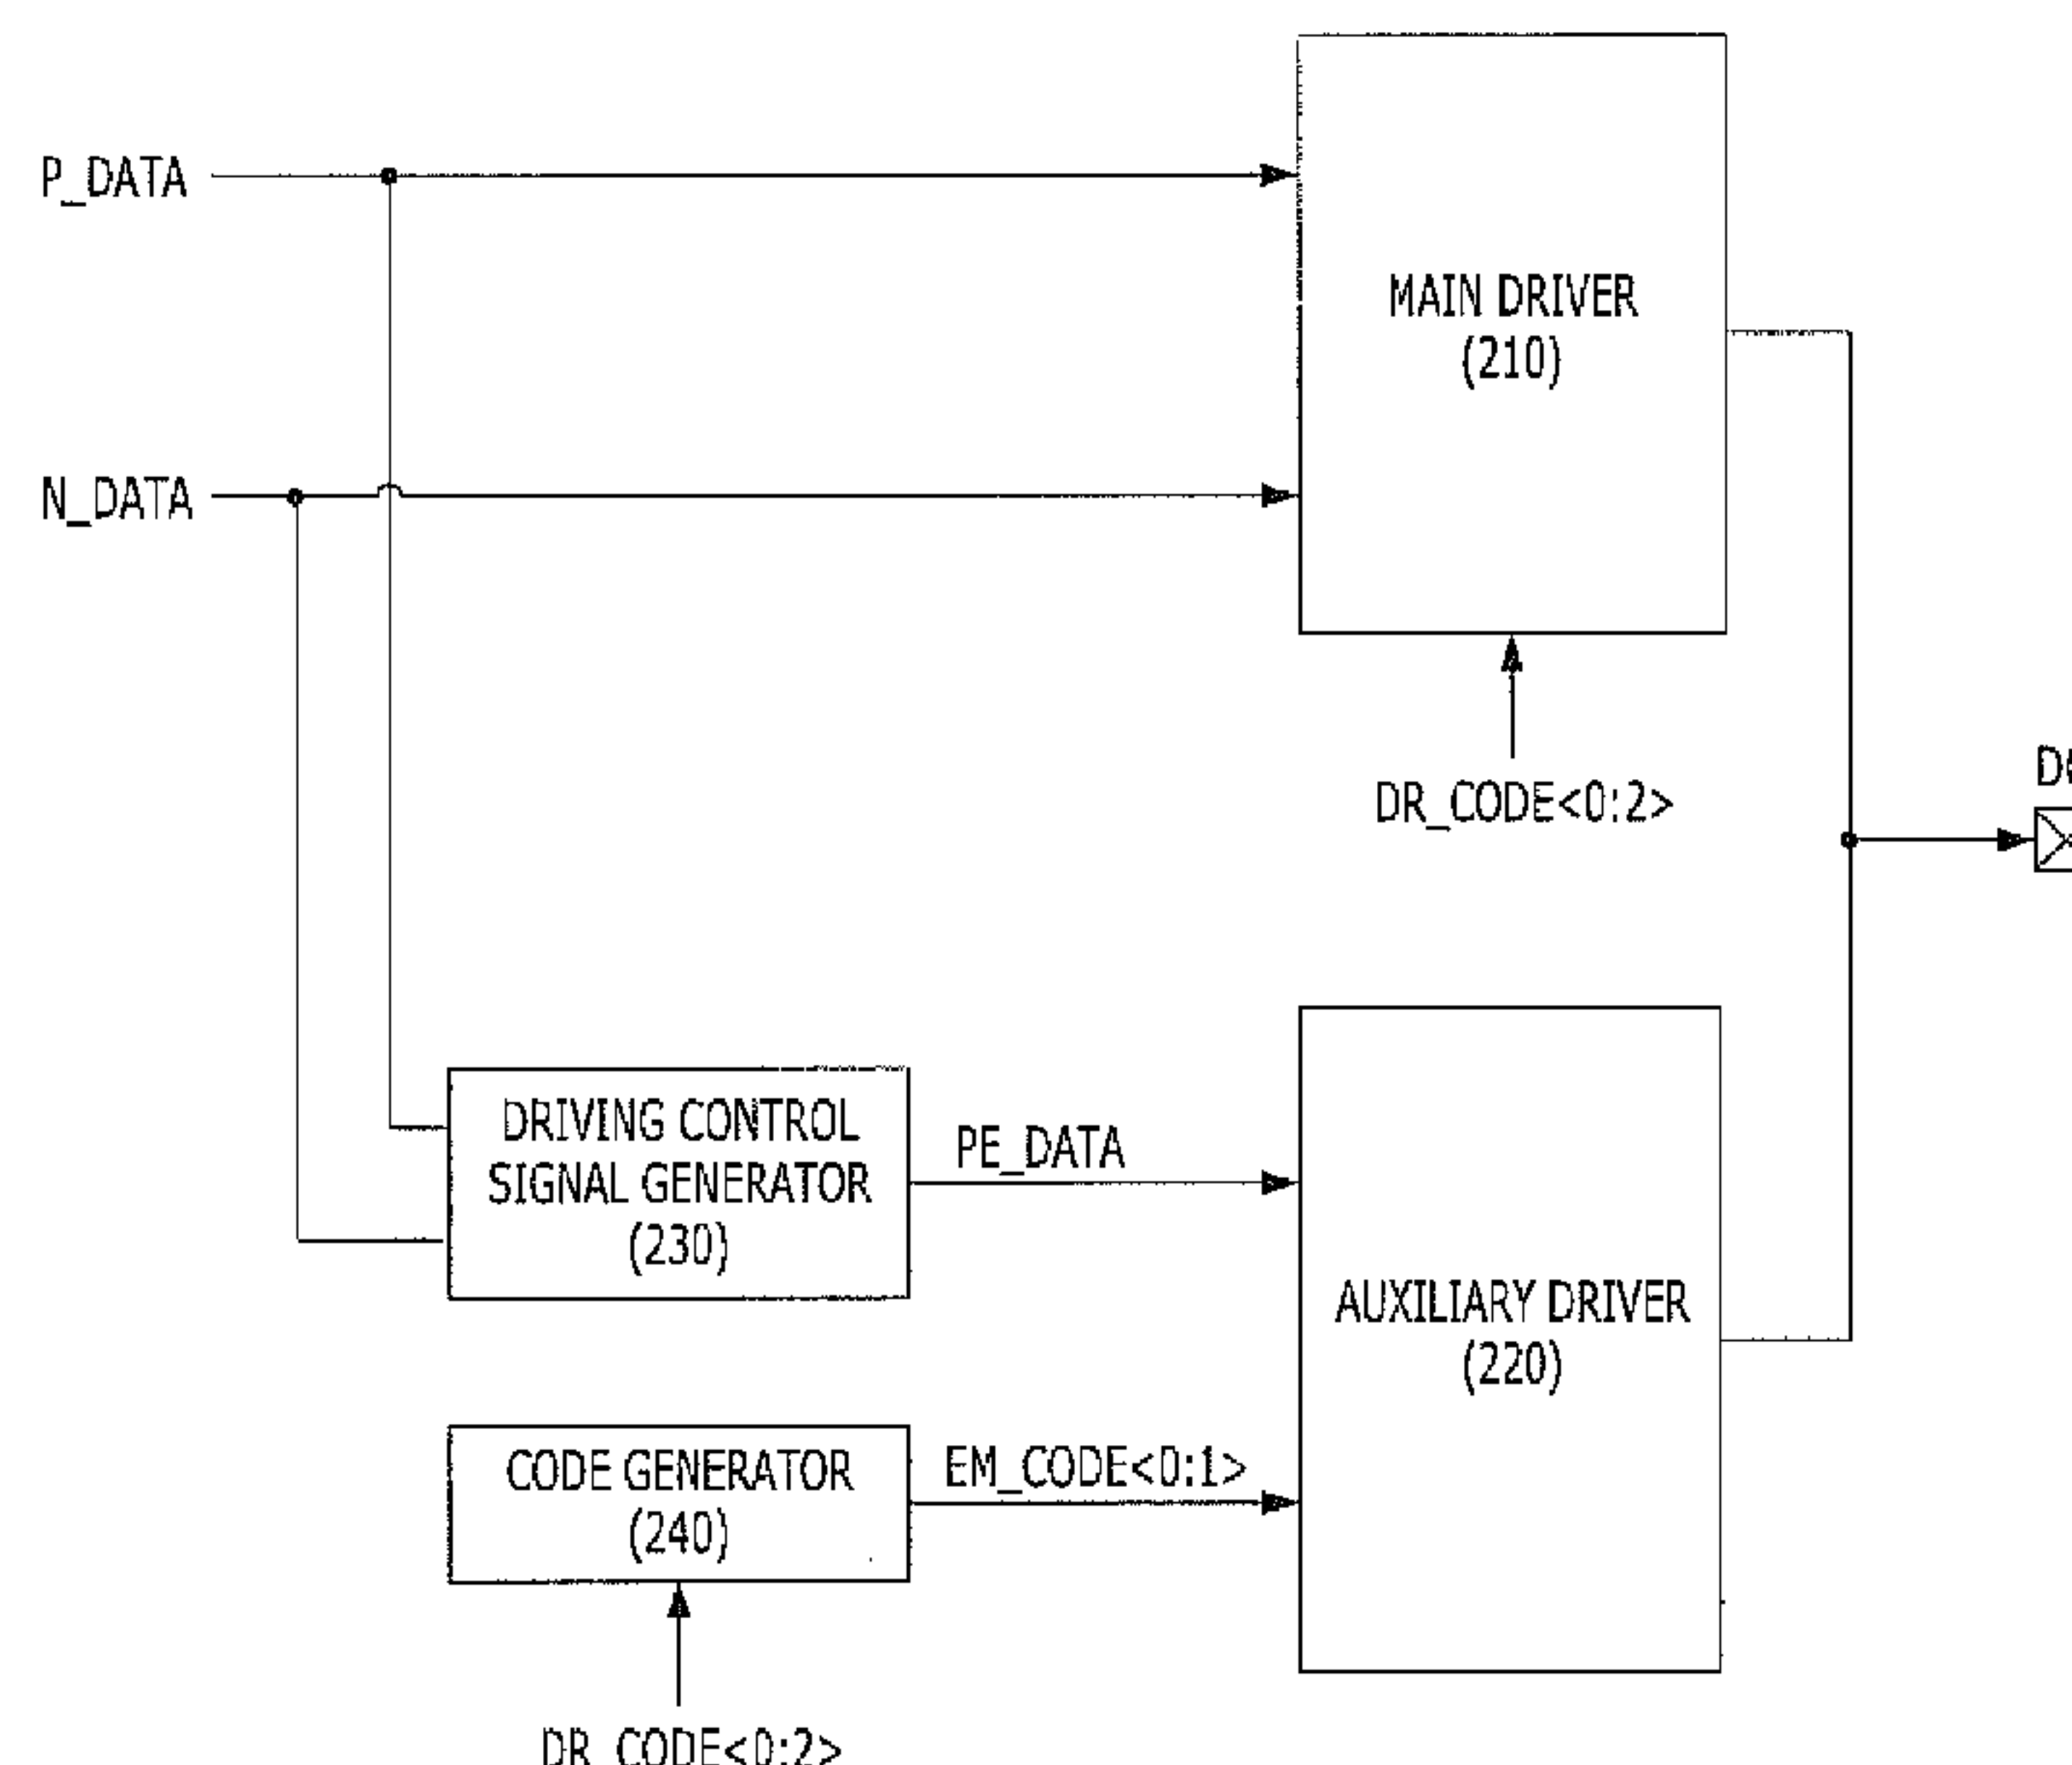 P_DATA
MAIN DRIVER
(210)
N_DATA
DR_CODE<0:2>
DRIVING CONTROL
SIGNAL GENERATOR
(230)
PE_DATA
AUXILIARY DRIVER
(220)
CODE GENERATOR
(240)
EM_CODE<0:1>
DR_CODE<0:2>